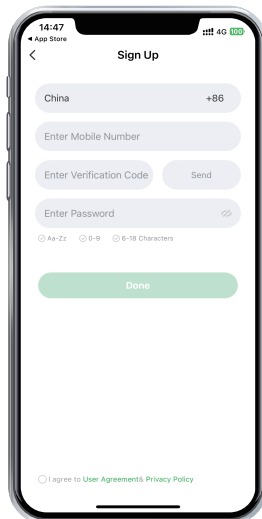 14:47
◀ App Store
4G 100
Sign Up
China +86
Enter Mobile Number
Enter Verification Code Send
Enter Password
Aa-Zz 0-9 6-18 Characters
Done
I agree to User Agreement& Privacy Policy